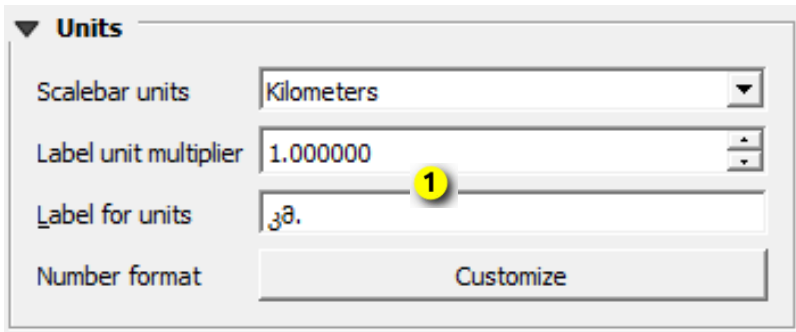 Units
Scalebar units Kilometers
Label unit multiplier 1.000000
1
Label for units კმ.
Number format Customize